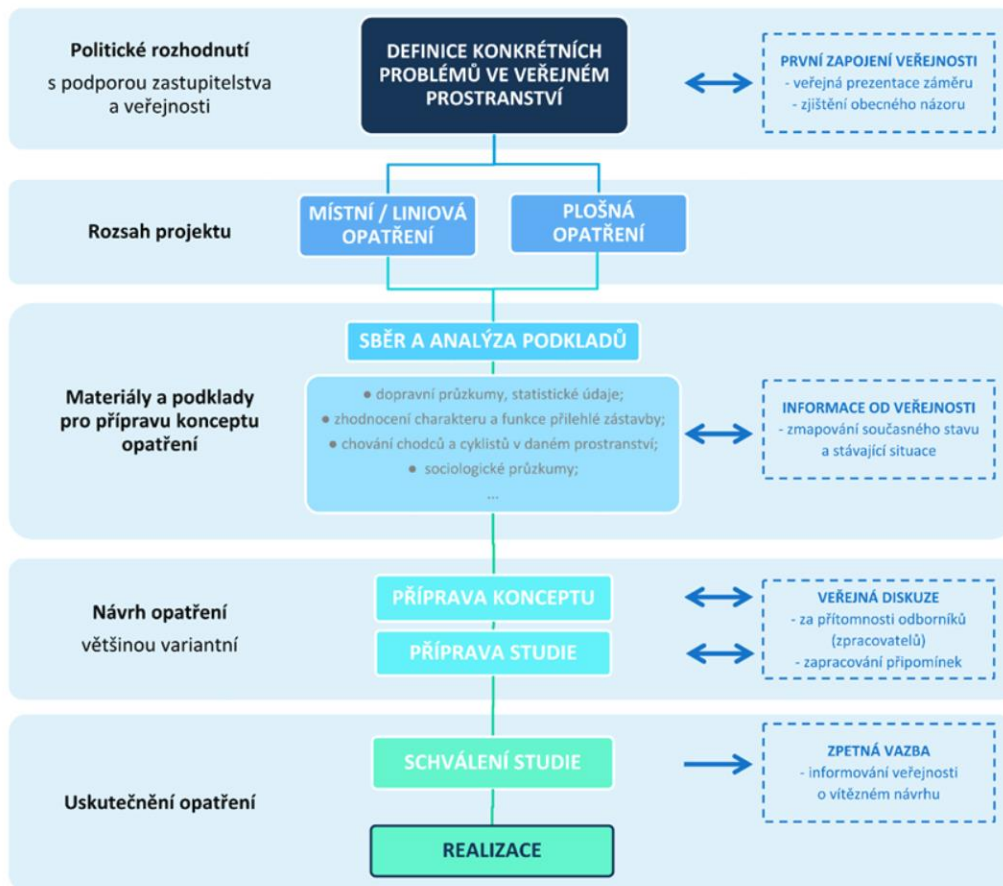 Politické rozhodnutí
s podporou zastupitelstva
a veřejnosti
DEFINICE KONKRÉTNÍCH
PROBLÉMŮ VE VEŘEJNÉM
PROSTRANSTVÍ
PRVNÍ ZAPOJENÍ VEŘEJNOSTI
- veřejná prezentace záměru
- zjištění obecného názoru
Rozsah projektu
MÍSTNÍ / LINIOVÁ
OPATŘENÍ
PLOŠNÁ
OPATŘENÍ
Materiály a podklady
pro přípravu konceptu
opatření
SBĚR A ANALÝZA PODKLADŮ
● dopravní průzkumy, statistické údaje;
● zhodnocení charakteru a funkce přilehlé zástavby;
● chování chodců a cyklistů v daném prostranství;
● sociologické průzkumy;
...
INFORMACE OD VEŘEJNOSTI
- zmapování současného stavu
a stávající situace
Návrh opatření
většinou variantní
PŘÍPRAVA KONCEPTU
PŘÍPRAVA STUDIE
VEŘEJNÁ DISKUZE
- za přítomnosti odborníků
(zpracovatelů)
- zapracování připomínek
Uskutečnění opatření
SCHVÁLENÍ STUDIE
REALIZACE
ZPETNÁ VAZBA
- informování veřejnosti
o vítězném návrhu